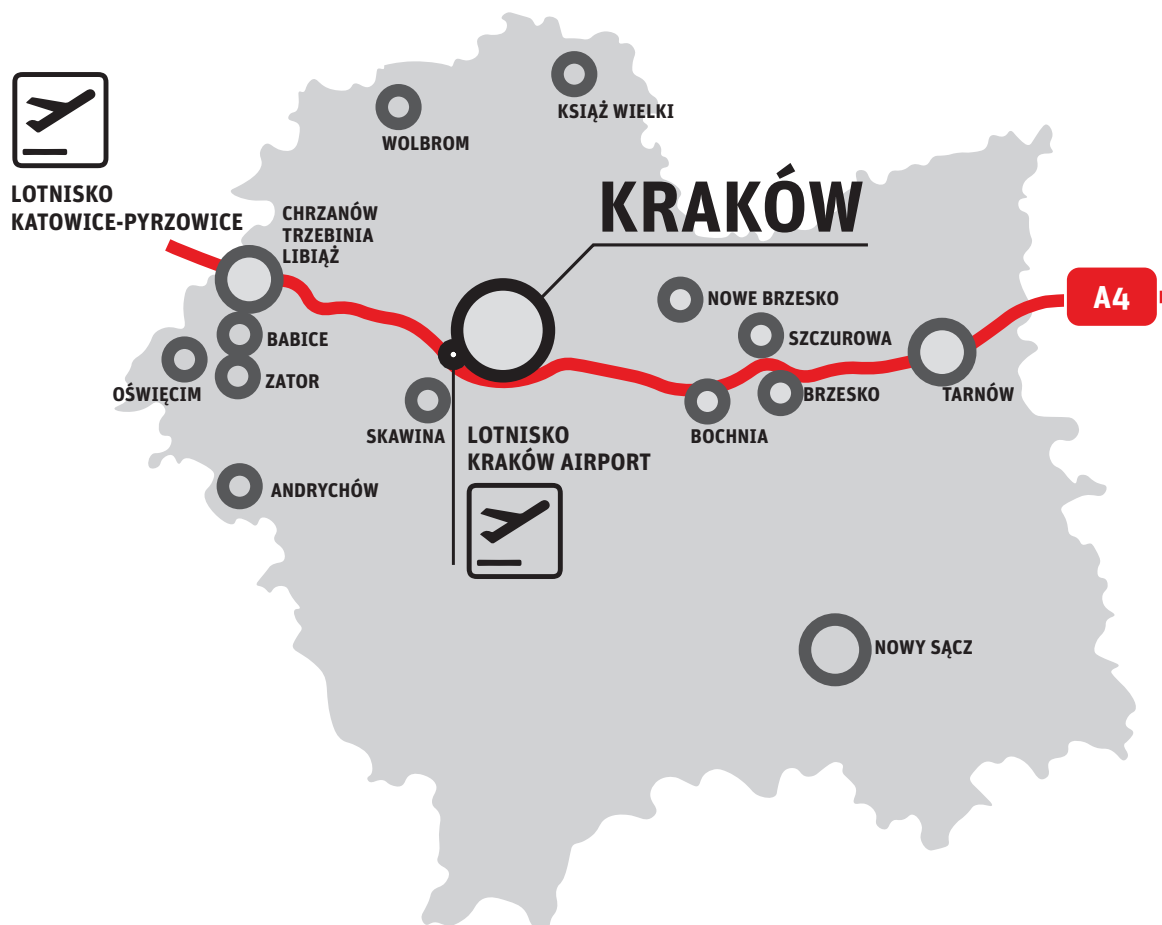 KSIĄŻ WIELKI
WOLBROM
LOTNISKO
KATOWICE-PYRZOWICE
CHRZANÓW
TRZEBINIA
LIBIĄŻ
KRAKÓW
NOWE BRZESKO
A4
BABICE
SZCZUROWA
OŚWIĘCIM
ZATOR
BRZESKO
TARNÓW
SKAWINA
LOTNISKO
KRAKÓW AIRPORT
BOCHNIA
ANDRYCHÓW
NOWY SĄCZ